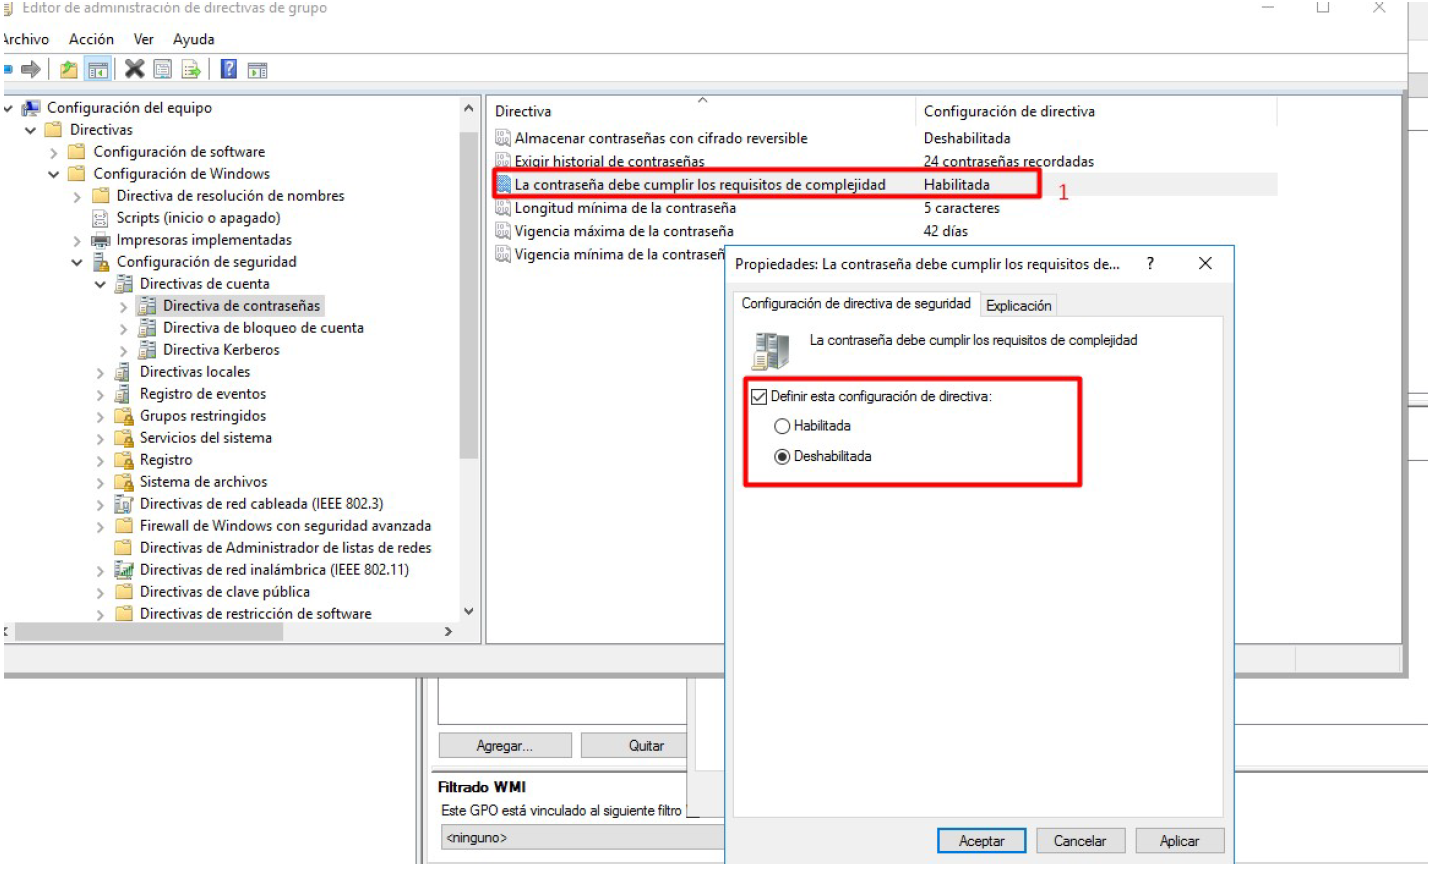 Editor de administración de directivas de grupo
Archivo Acción Ver Ayuda
Configuración del equipo
Directivas
Configuración de software
Configuración de Windows
Directiva de resolución de nombres
Scripts (inicio o apagado)
Impresoras implementadas
Configuración de seguridad
Directivas de cuenta
Directiva de contraseñas
Directiva de bloqueo de cuenta
Directiva Kerberos
Directivas locales
Registro de eventos
Grupos restringidos
Servicios del sistema
Registro
Sistema de archivos
Directivas de red cableada (IEEE 802.3)
Firewall de Windows con seguridad avanzada
Directivas de Administrador de listas de redes
Directivas de red inalámbrica (IEEE 802.11)
Directivas de clave pública
Directivas de restricción de software
Directiva Configuración de directiva
Almacenar contraseñas con cifrado reversible Deshabilitada
Exigir historial de contraseñas 24 contraseñas recordadas
La contraseña debe cumplir los requisitos de complejidad Habilitada
1
Longitud mínima de la contraseña 5 caracteres
Vigencia máxima de la contraseña 42 días
Vigencia mínima de la contraseñ
Propiedades: La contraseña debe cumplir los requisitos de... ?
Configuración de directiva de seguridad Explicación
La contraseña debe cumplir los requisitos de complejidad
Definir esta configuración de directiva:
Habilitada
Deshabilitada
Aceptar Cancelar Aplicar
Agregar... Quitar
Filtrado WMI
Este GPO está vinculado al siguiente filtro
<ninguno>